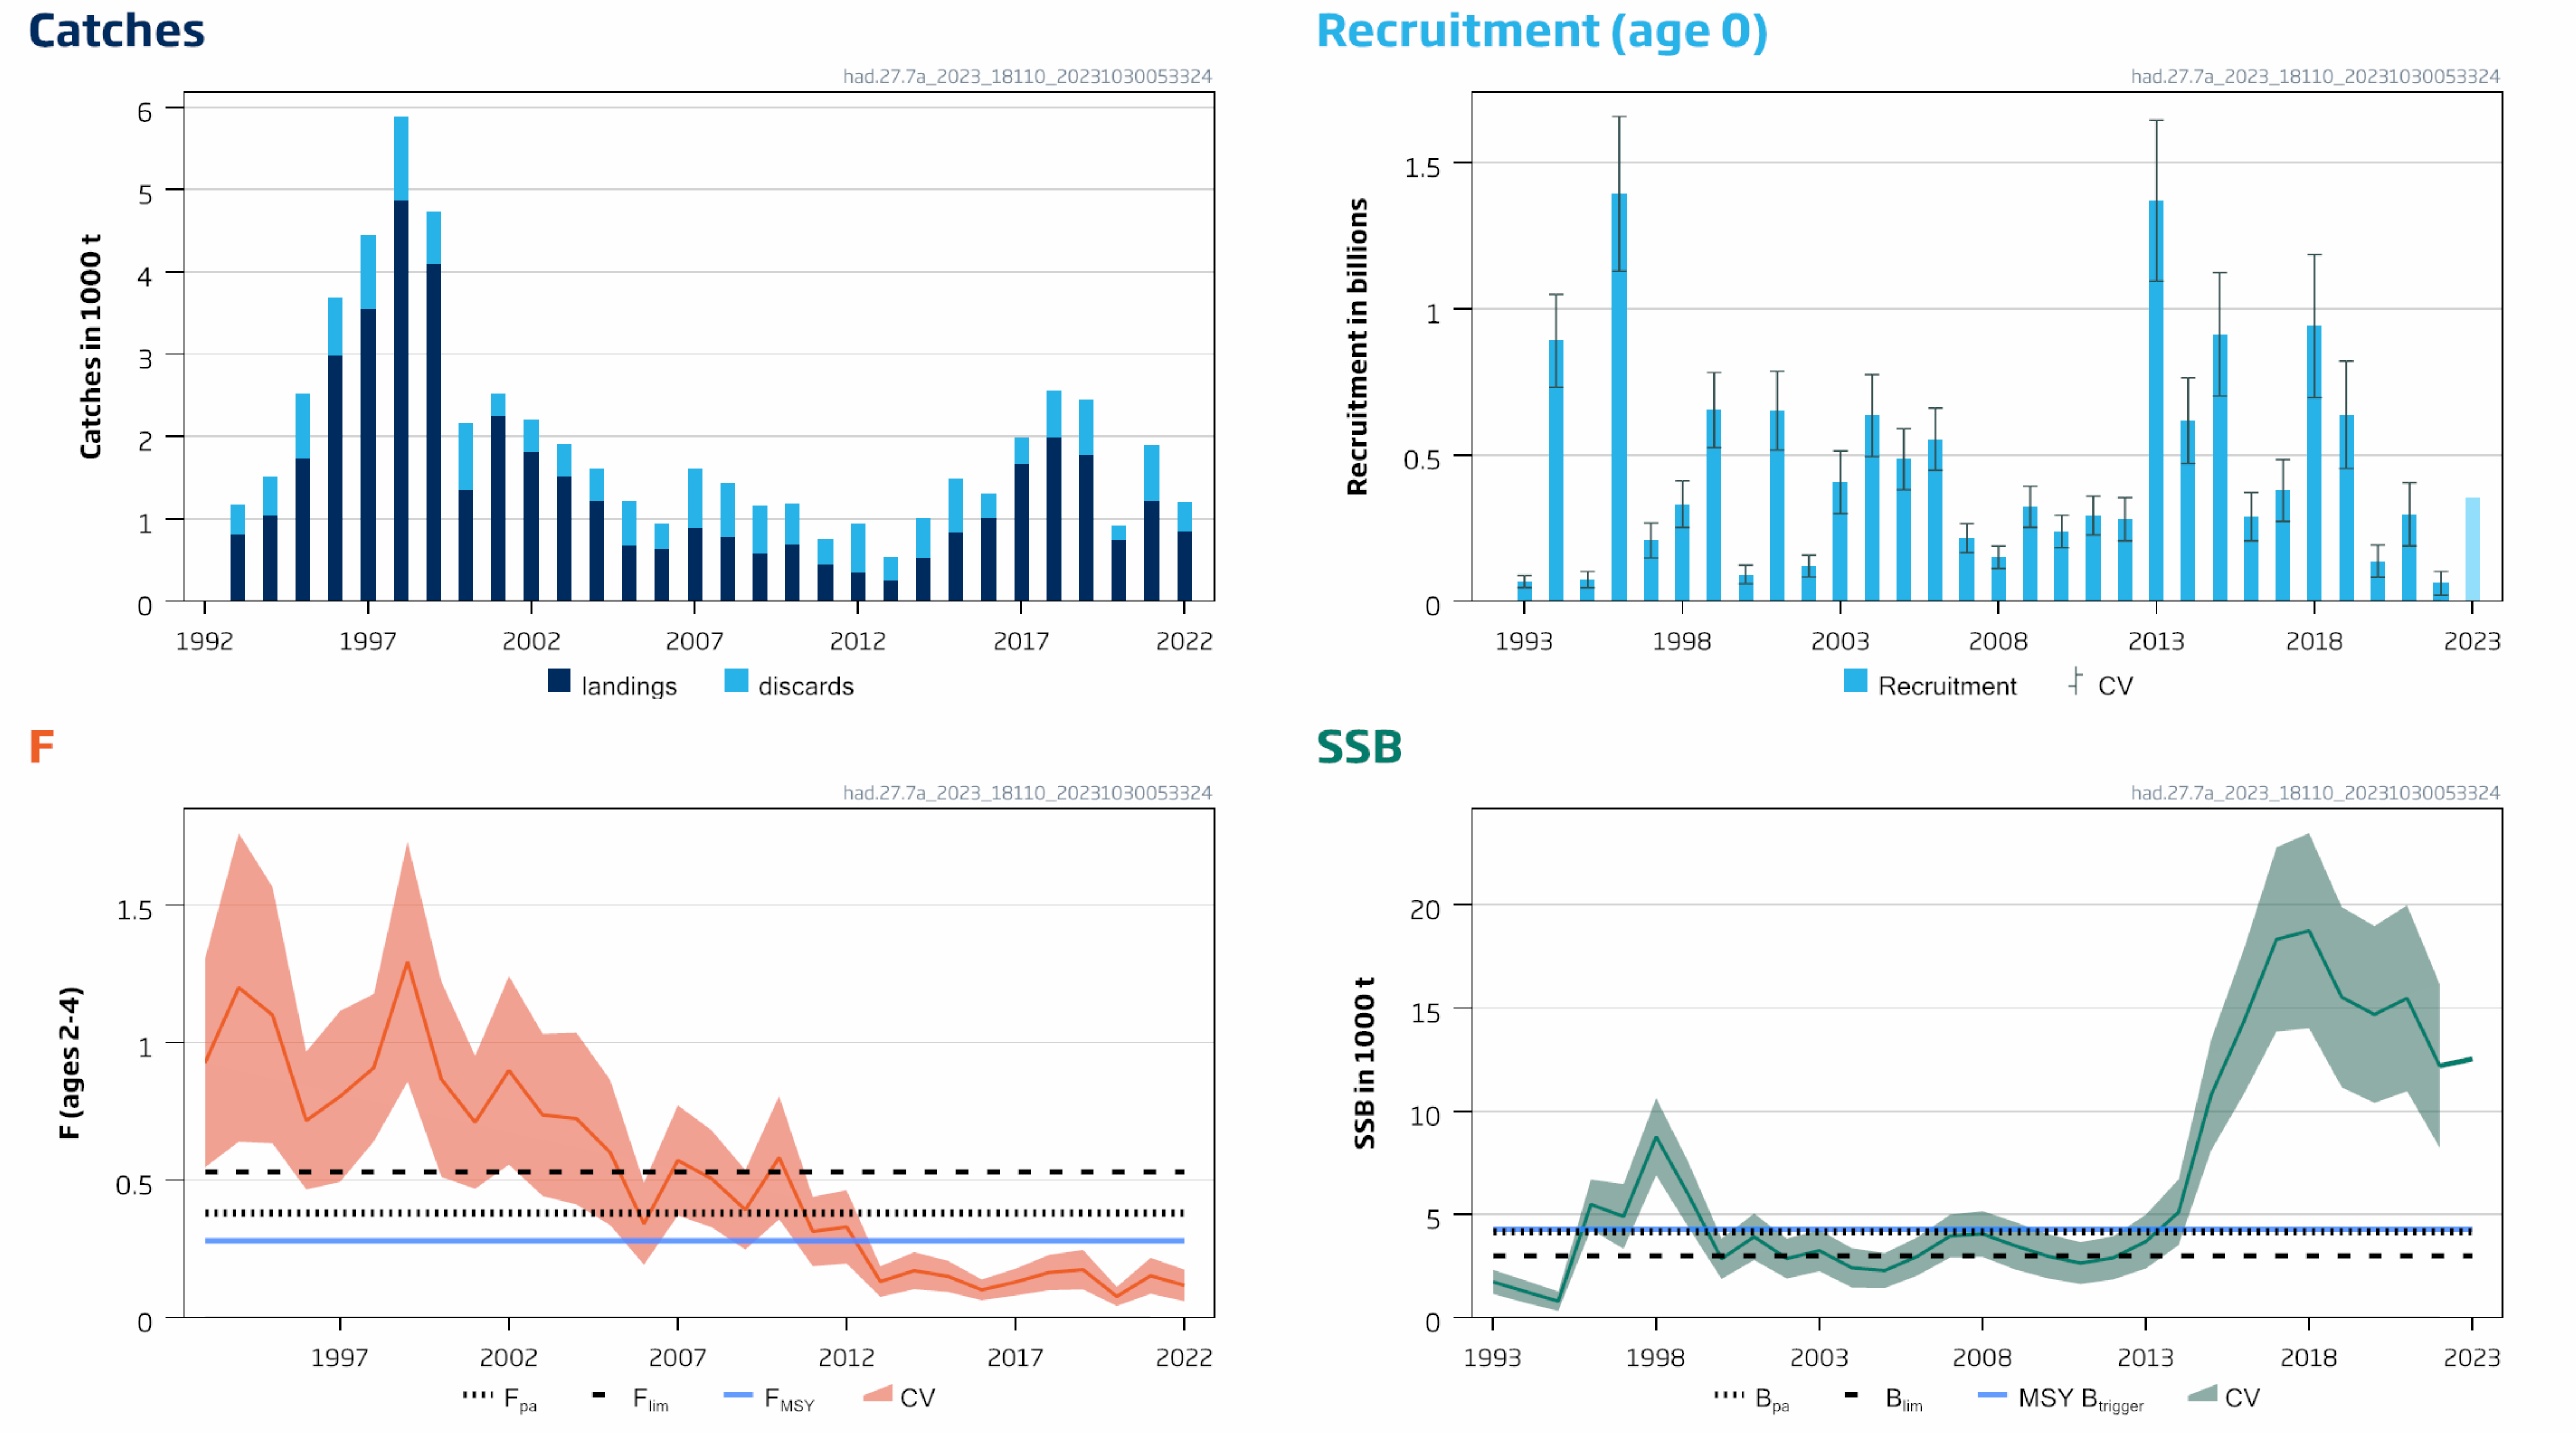 Catches
had.27.7a_2023_18110_20231030053324
Catches in 1000 t
6
5
4
3
2
1
0
1992 1997 2002 2007 2012 2017 2022
landings discards
Recruitment (age 0)
had.27.7a_2023_18110_20231030053324
Recruitment in billions
1.5
1
0.5
0
1993 1998 2003 2008 2013 2018 2023
Recruitment CV
F
had.27.7a_2023_18110_20231030053324
F (ages 2-4)
1.5
1
0.5
0
1997 2002 2007 2012 2017 2022
Fpa Flim FMSY CV
SSB
had.27.7a_2023_18110_20231030053324
SSB in 1000 t
20
15
10
5
0
1993 1998 2003 2008 2013 2018 2023
Bpa Blim MSY Btrigger CV